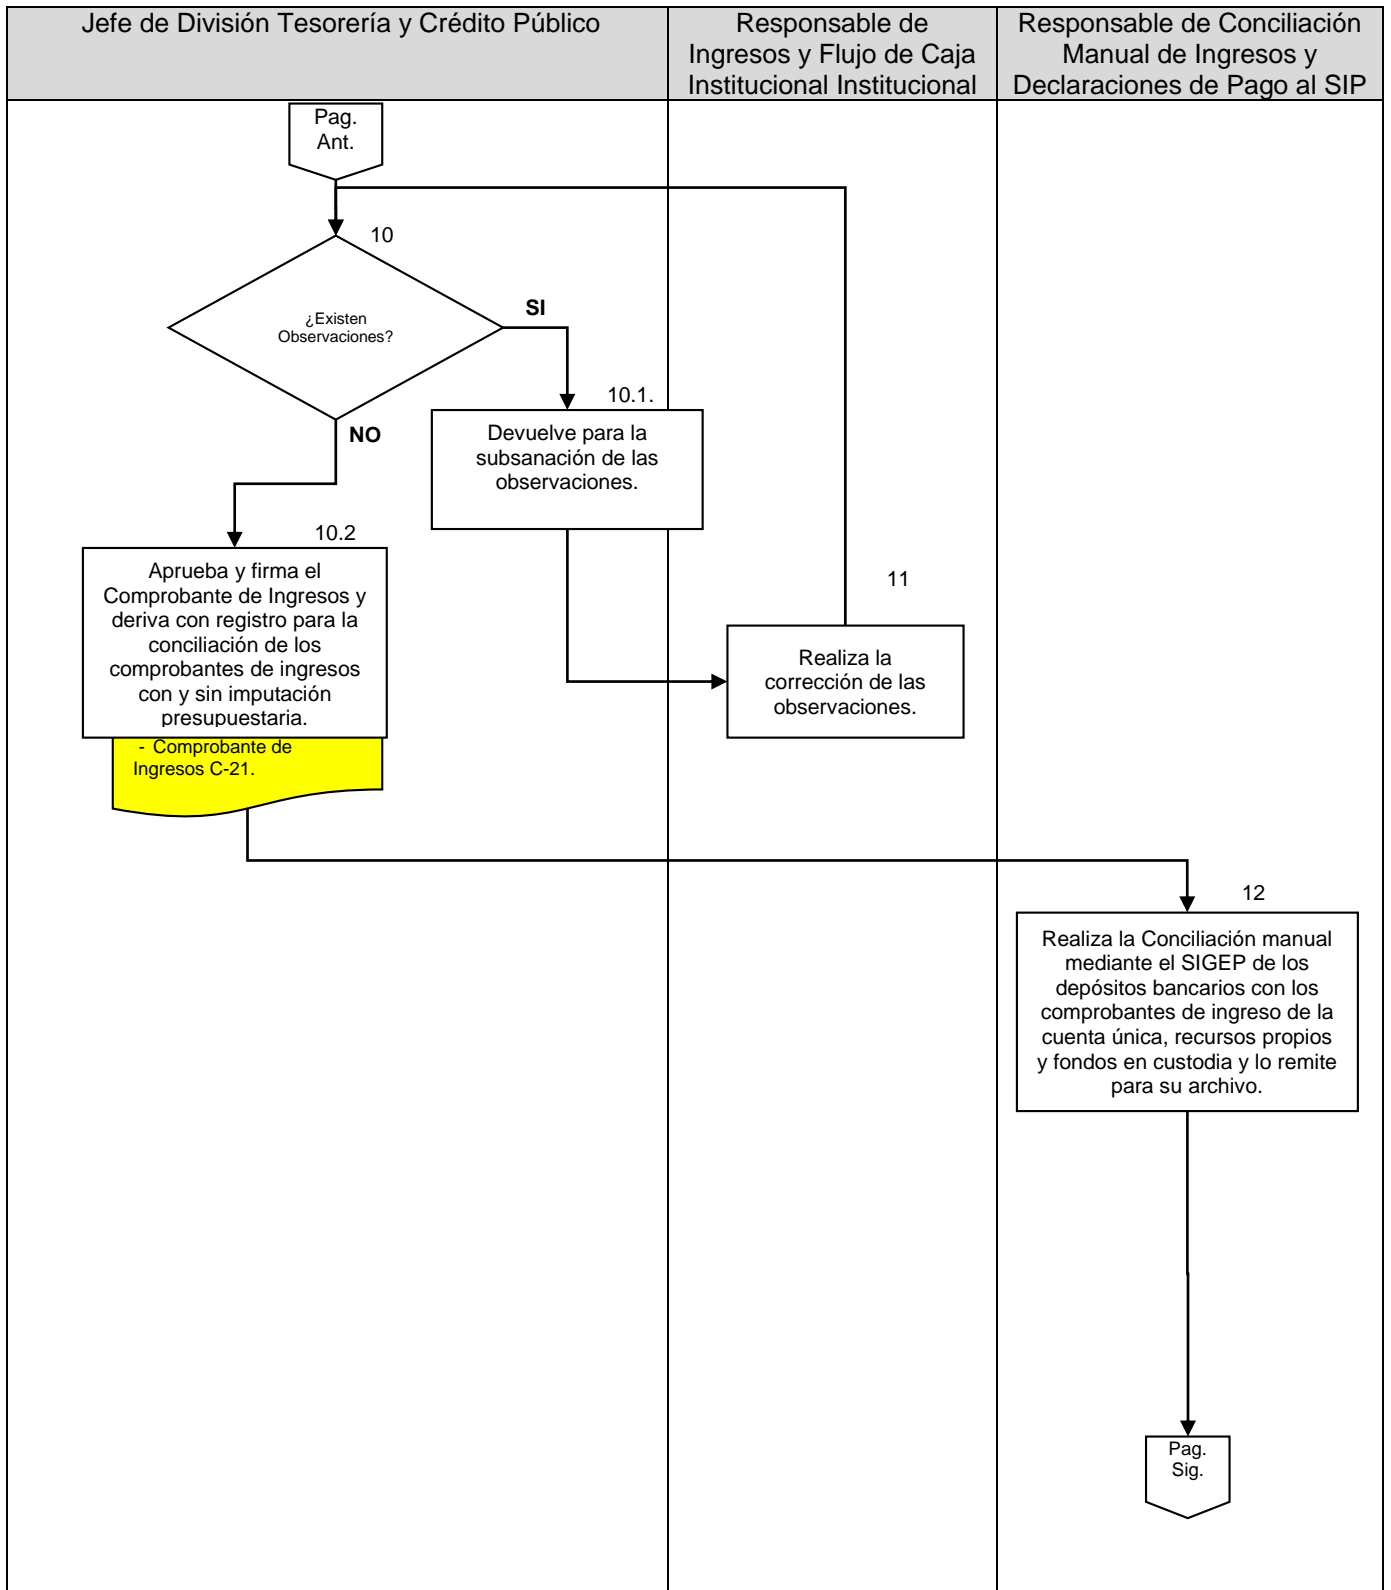 Jefe de División Tesorería y Crédito Público
Responsable de
Ingresos y Flujo de Caja
Institucional Institucional
Responsable de Conciliación
Manual de Ingresos y
Declaraciones de Pago al SIP
Pag.
Ant.
10
¿Existen
Observaciones?
SI
NO
10.1.
Devuelve para la
subsanación de las
observaciones.
10.2
Aprueba y firma el
Comprobante de Ingresos y
deriva con registro para la
conciliación de los
comprobantes de ingresos
con y sin imputación
presupuestaria.
- Comprobante de
Ingresos C-21.
11
Realiza la
corrección de las
observaciones.
12
Realiza la Conciliación manual
mediante el SIGEP de los
depósitos bancarios con los
comprobantes de ingreso de la
cuenta única, recursos propios
y fondos en custodia y lo remite
para su archivo.
Pag.
Sig.